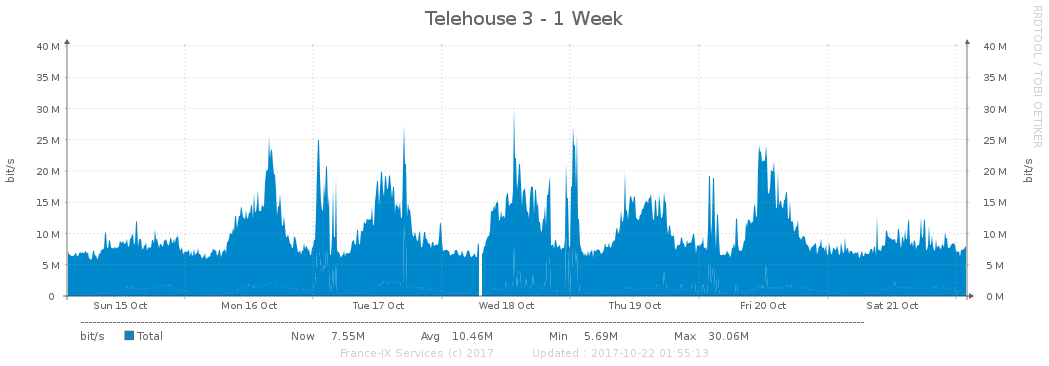 Telehouse 3 - 1 Week
RRDTOOL / TOBI OETIKER
bit/s
40 M 40 M
35 M 35 M
30 M 30 M
25 M 25 M
20 M 20 M
15 M 15 M
10 M 10 M
5 M 5 M
0 0 M
bit/s
Sun 15 Oct Mon 16 Oct Tue 17 Oct Wed 18 Oct Thu 19 Oct Fri 20 Oct Sat 21 Oct
bit/s Total Now 7.55M Avg 10.46M Min 5.69M Max 30.06M
France-IX Services (c) 2017 Updated : 2017-10-22 01:55:13